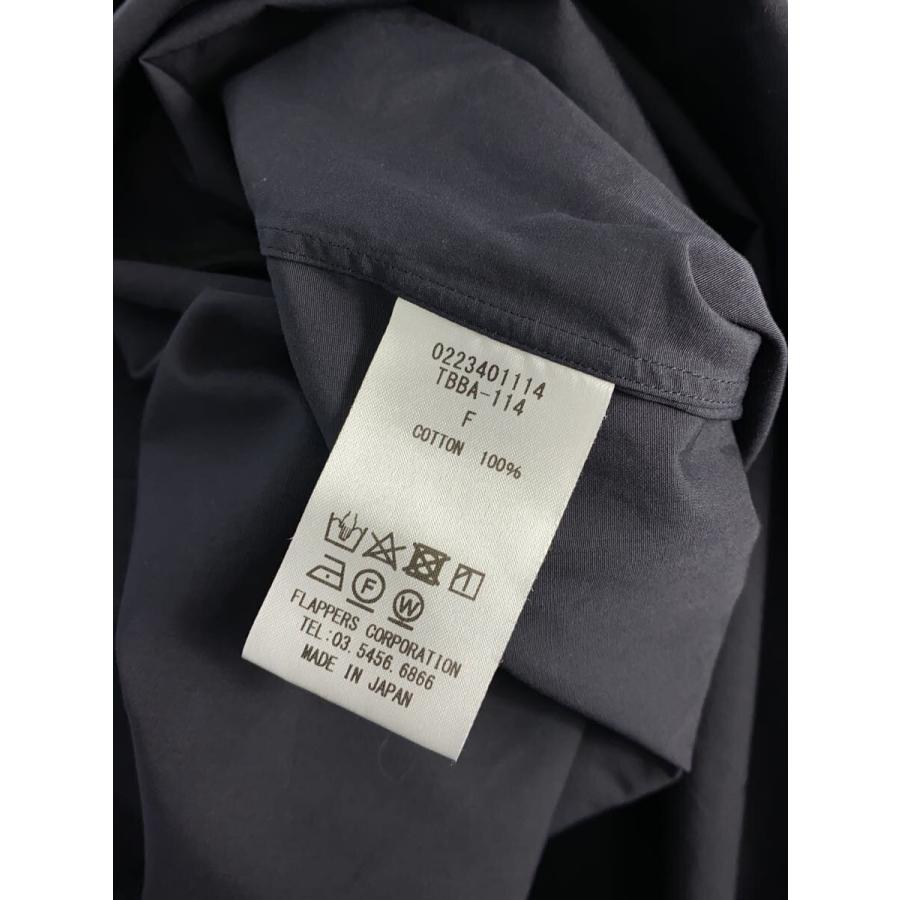 0223401114
TBBA-114
F
COTTON 100%
F W
FLAPPERS CORPORATION
TEL:03.5456.6866
MADE IN JAPAN